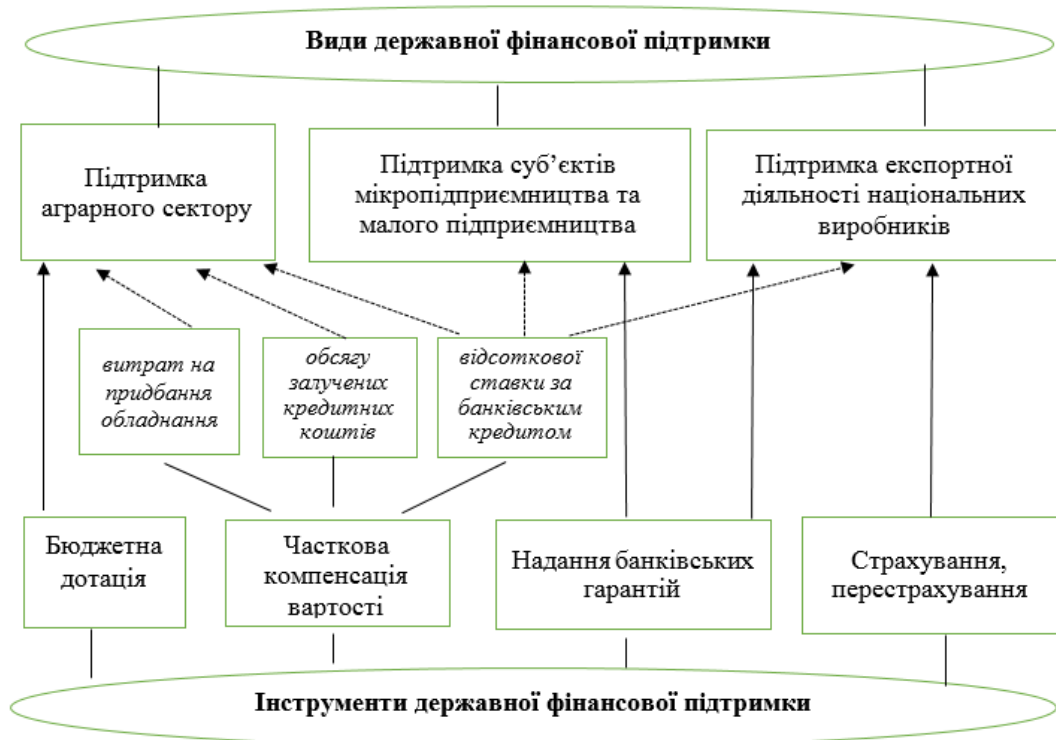 Види державної фінансової підтримки
Підтримка
аграрного сектору
Підтримка суб’єктів
мікропідприємництва та
малого підприємництва
Підтримка експортної
діяльності національних
виробників
витрат на
придбання
обладнання
обсягу
залучених
кредитних
коштів
відсоткової
ставки за
банківським
кредитом
Бюджетна
дотація
Часткова
компенсація
вартості
Надання банківських
гарантій
Страхування,
перестрахування
Інструменти державної фінансової підтримки